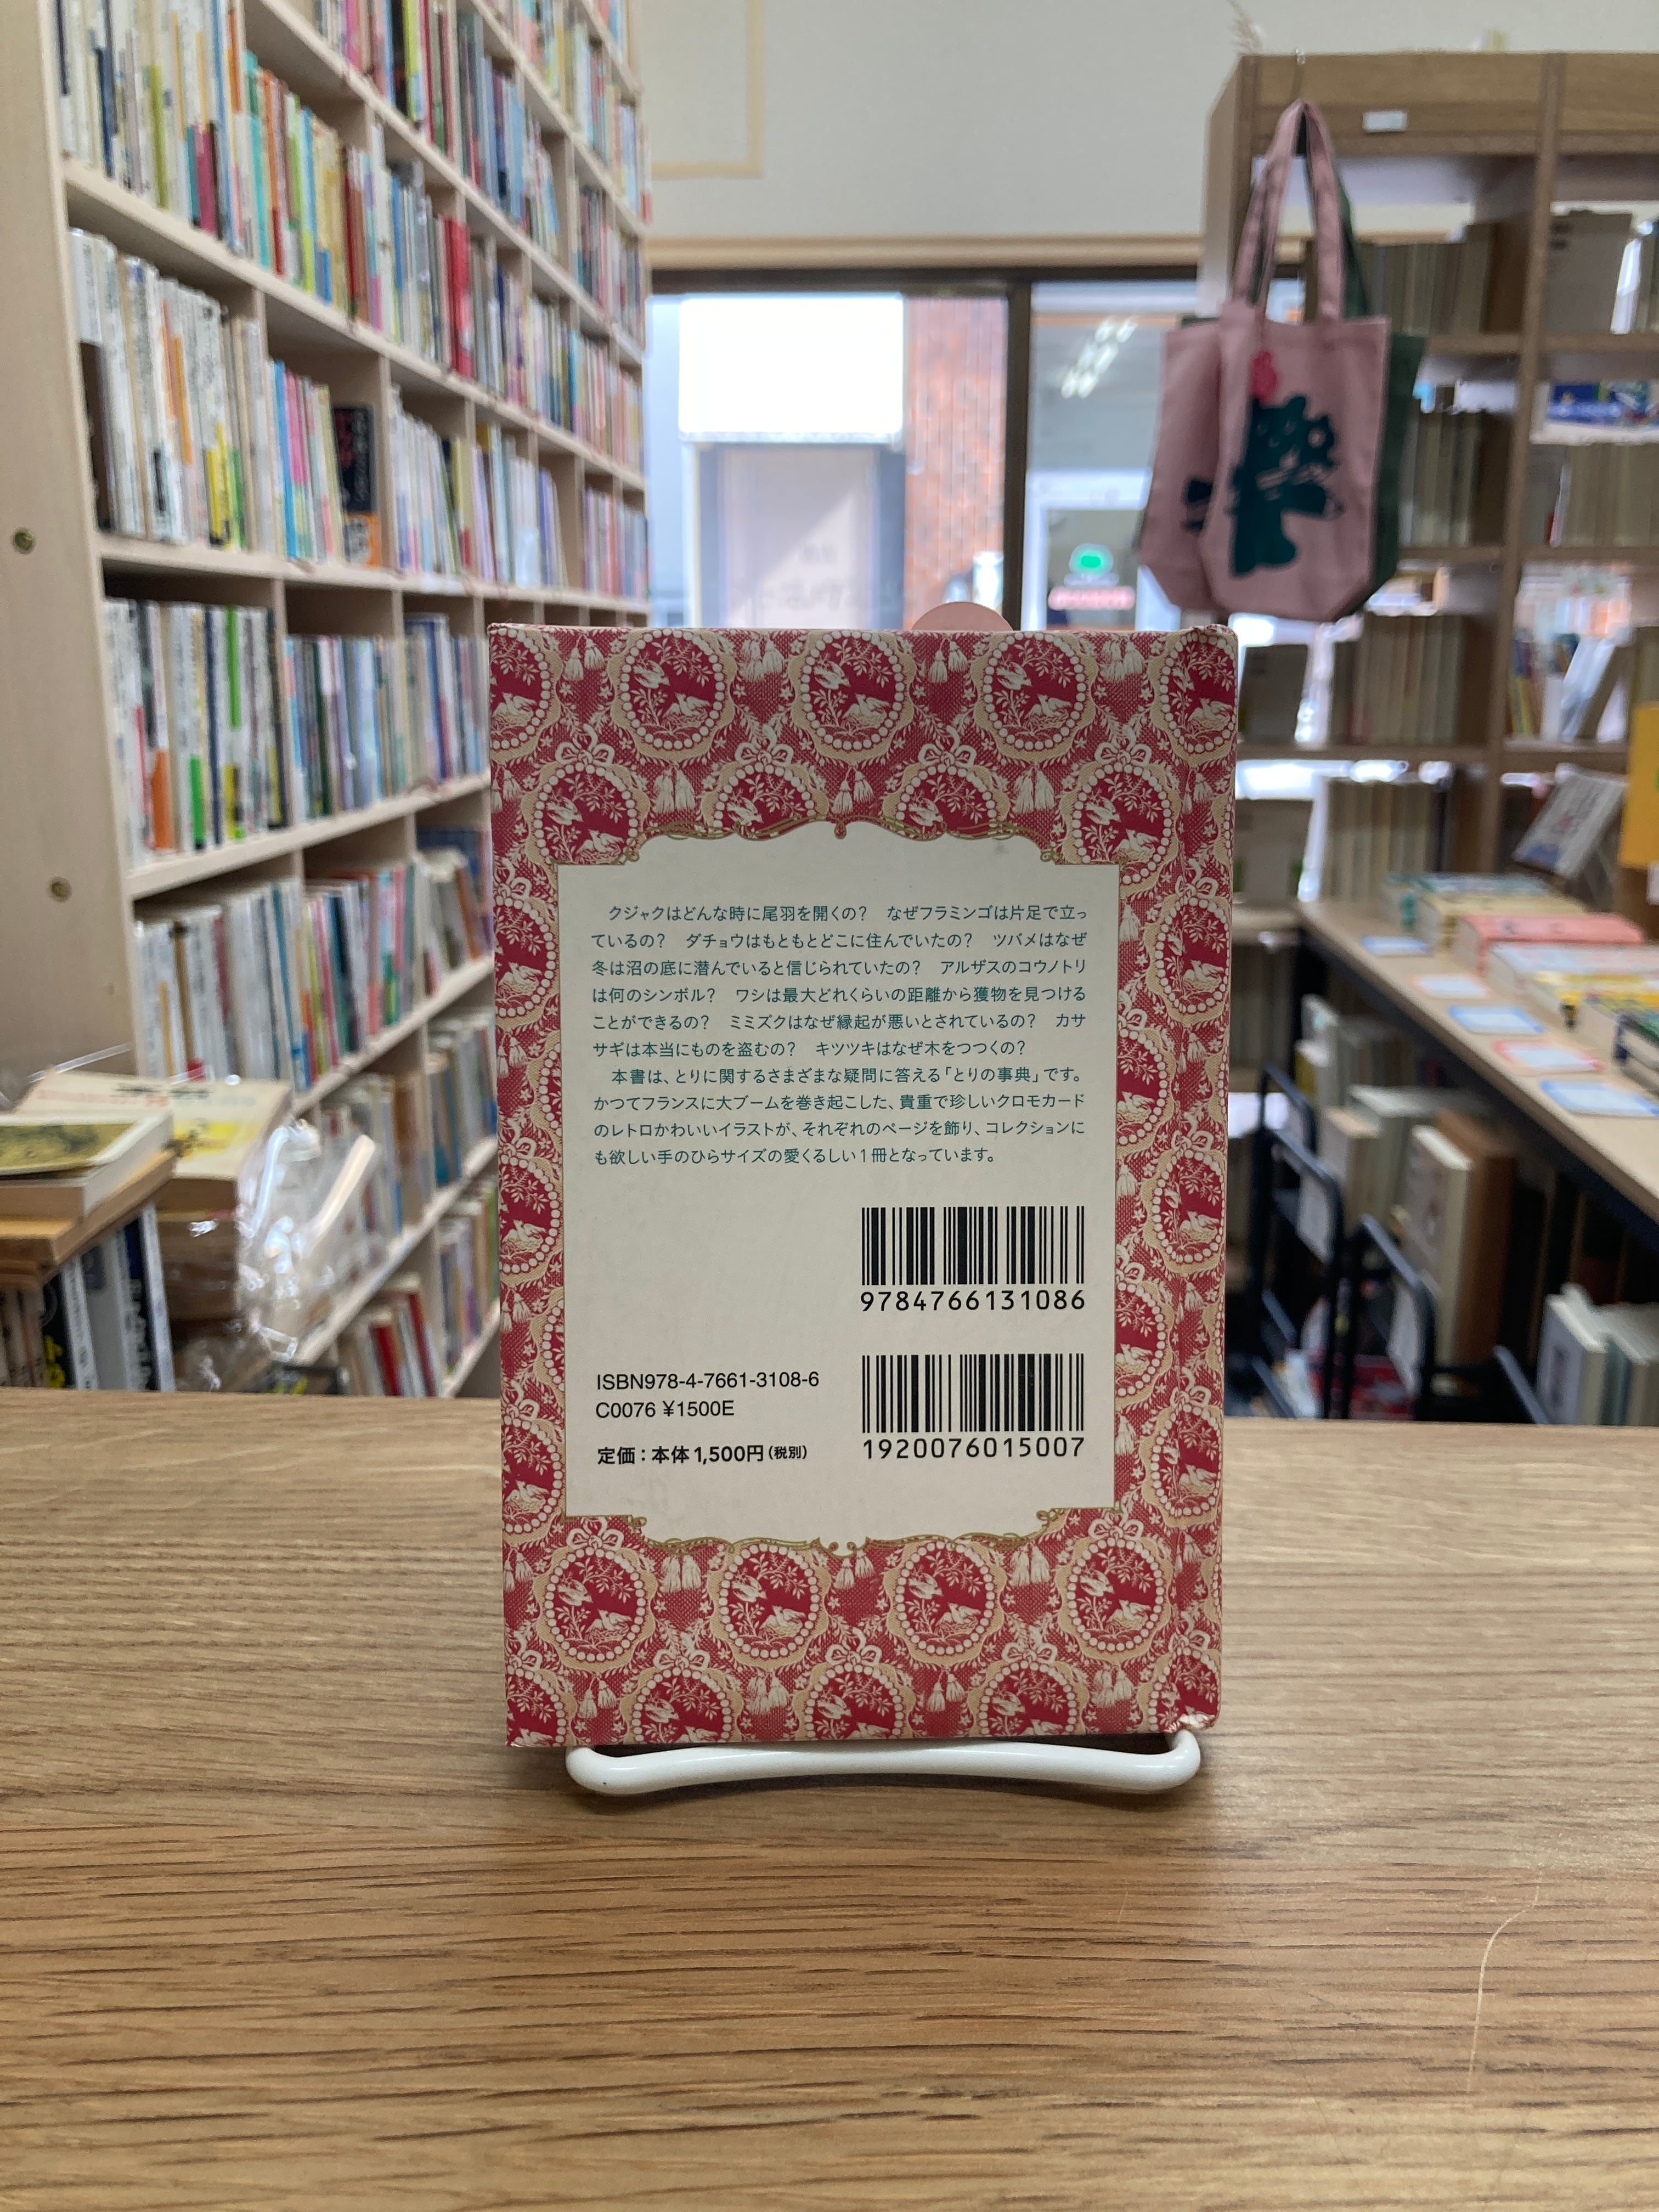 クジャクはどんな時に尾羽を開くの？　なぜフラミンゴは片足で立っ
ているの？　ダチョウはもともとどこに住んでいたの？　ツバメはなぜ
冬は沼の底に潜んでいると信じられていたの？　アルザスのコウノトリ
は何のシンボル？　ワシは最大どれくらいの距離から獲物を見つける
ことができるの？　ミミズクはなぜ縁起が悪いとされているの？　カサ
サギは本当にものを盗むの？　キツツキはなぜ木をつつくの？
本書は、とりに関するさまざまな疑問に答える「とりの事典」です。
かつてフランスに大ブームを巻き起こした、貴重で珍しいクロモカード
のレトロかわいいイラストが、それぞれのページを飾り、コレクションに
も欲しい手のひらサイズの愛くるしい1冊となっています。
9784766131086
ISBN978-4-7661-3108-6
C0076 ¥1500E
定価：本体1,500円（税別）
1920076015007